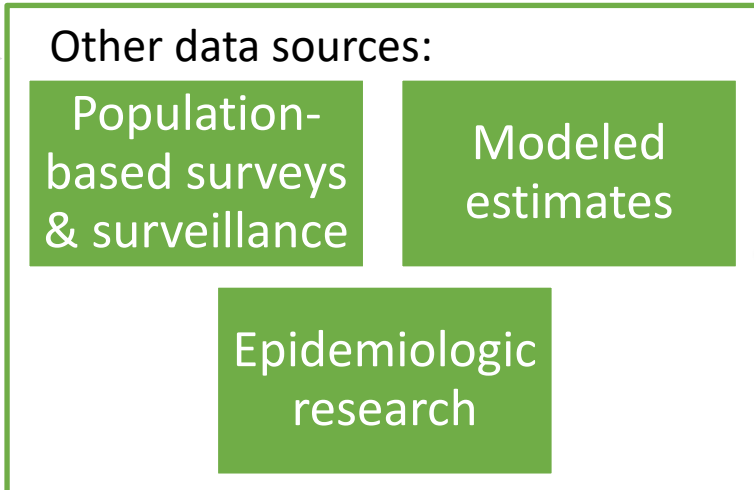 Other data sources:
Population-
based surveys
& surveillance
Modeled
estimates
Epidemiologic
research